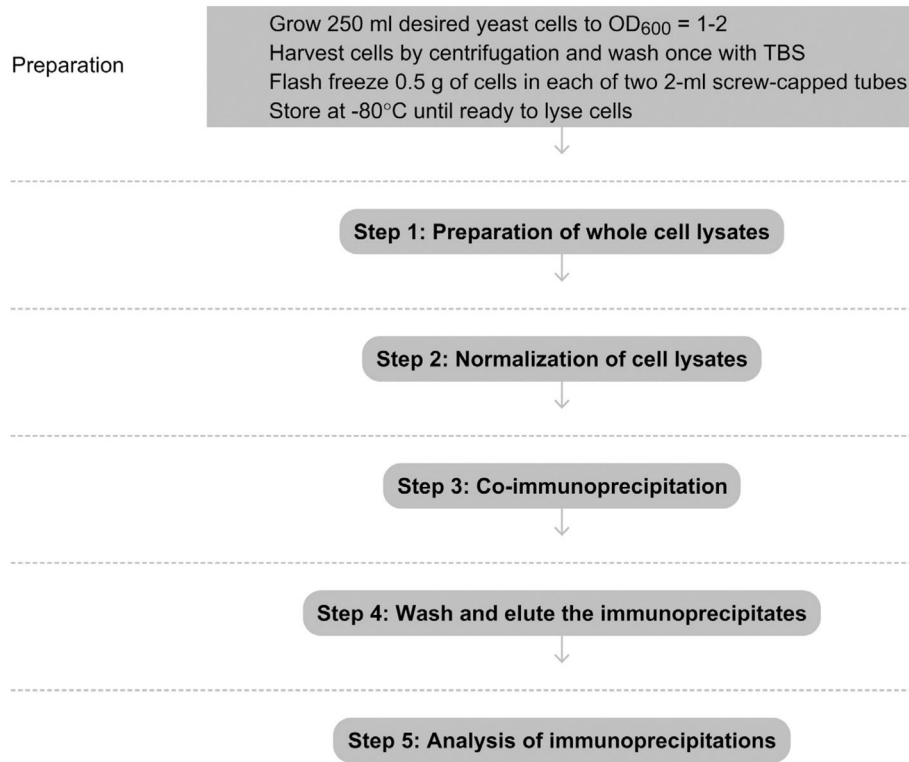 Preparation
Grow 250 ml desired yeast cells to OD600 = 1-2
Harvest cells by centrifugation and wash once with TBS
Flash freeze 0.5 g of cells in each of two 2-ml screw-capped tubes
Store at -80°C until ready to lyse cells
Step 1: Preparation of whole cell lysates
Step 2: Normalization of cell lysates
Step 3: Co-immunoprecipitation
Step 4: Wash and elute the immunoprecipitates
Step 5: Analysis of immunoprecipitations